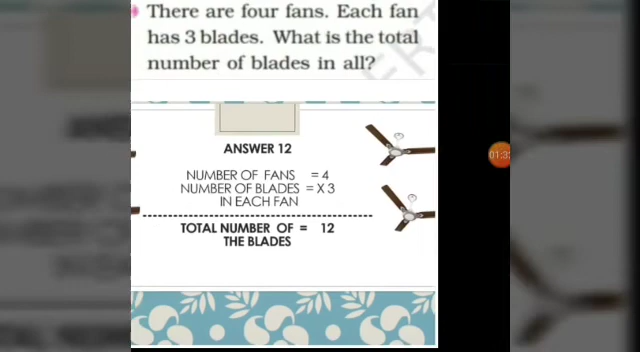 There are four fans. Each fan
has 3 blades. What is the total
number of blades in all?
ANSWER 12
NUMBER OF FANS = 4
NUMBER OF BLADES = X 3
IN EACH FAN
TOTAL NUMBER OF = 12
THE BLADES